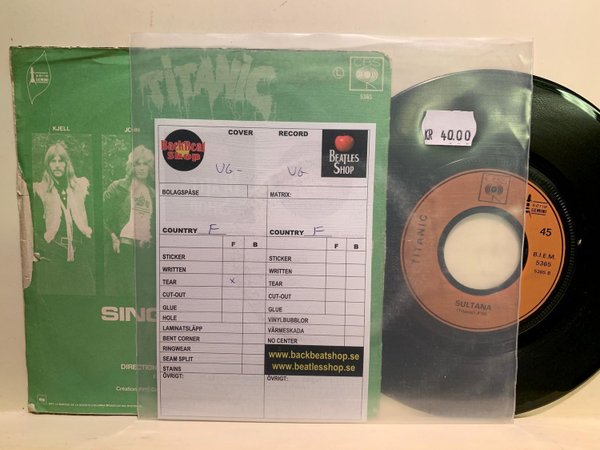 TITANIC
L
CBS
5365
KJELL
JOHN
SING
DIRECTION
COVER
RECORD
BackBeat
Shop
BEATLES
SHOP
VG-
VG
BOLAGSPÅSE
MATRIX:
COUNTRY F
COUNTRY F
F B
F B
STICKER
STICKER
WRITTEN
WRITTEN
TEAR x
TEAR
CUT-OUT
CUT-OUT
GLUE
GLUE
HOLE
VINYLBUBBLOR
LAMINATSLÄPP
VÄRMESKADA
BENT CORNER
NO CENTER
RINGWEAR
SEAM SPLIT
STAINS
ÖVRIGT:
www.backbeatshop.se
www.beatlesshop.se
ÖVRIGT:
KR 40.00
TITANIC
GEMINI
45
B.I.E.M.
5365
5365 B
SULTANA